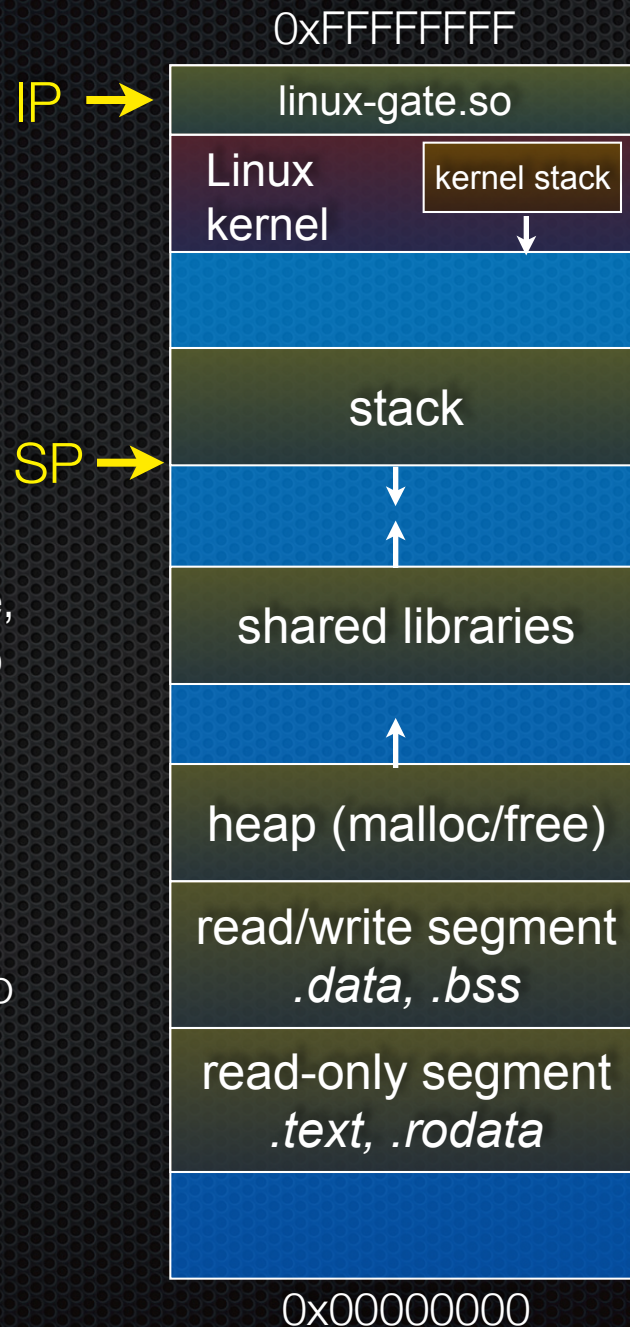 0xFFFFFFFF
IP
linux-gate.so
Linux
kernel
kernel stack
stack
SP
shared libraries
heap (malloc/free)
read/write segment
.data, .bss
read-only segment
.text, .rodata
0x00000000